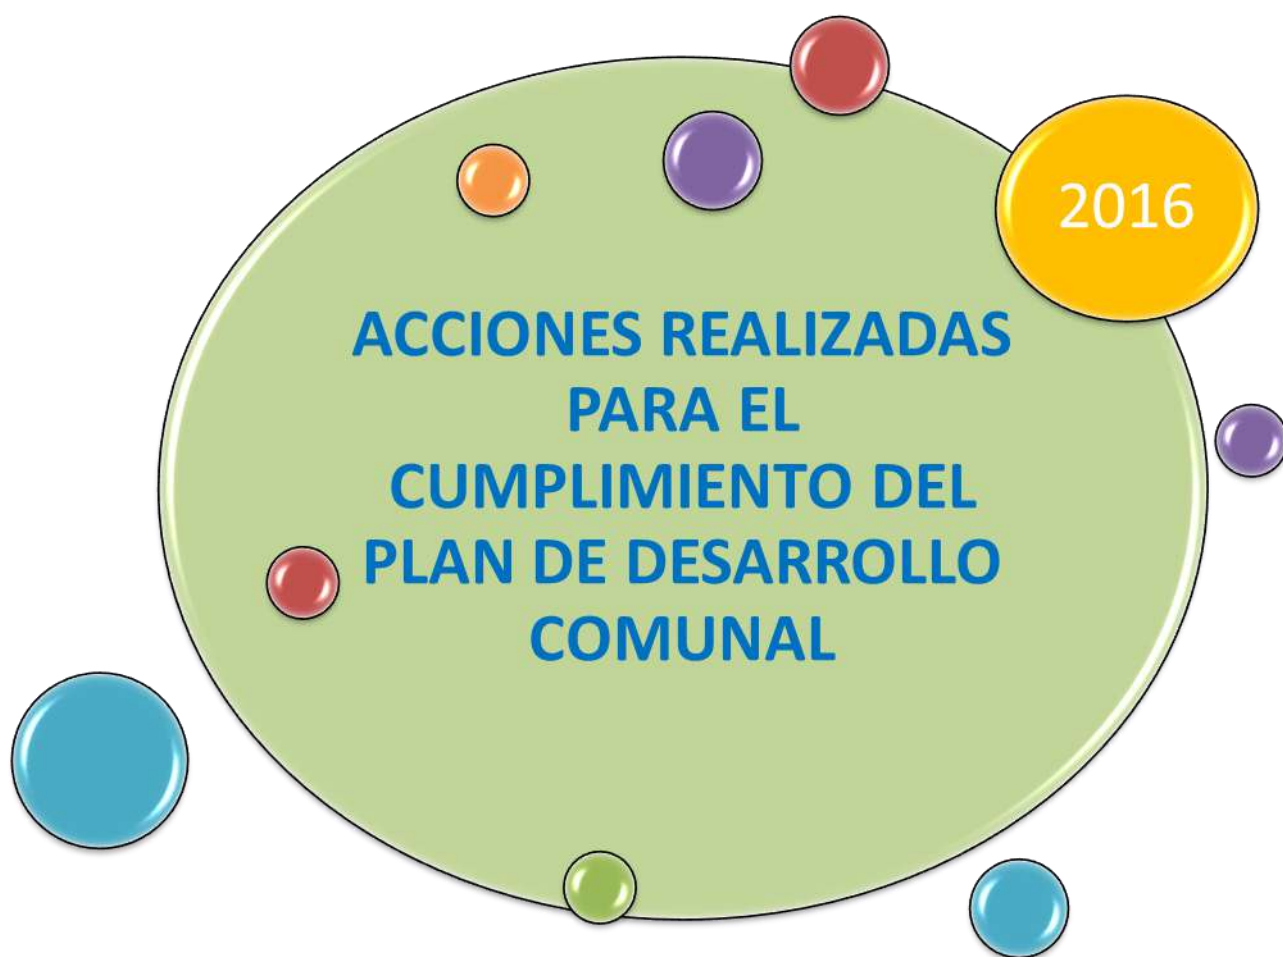 2016
ACCIONES REALIZADAS
PARA EL
CUMPLIMIENTO DEL
PLAN DE DESARROLLO
COMUNAL